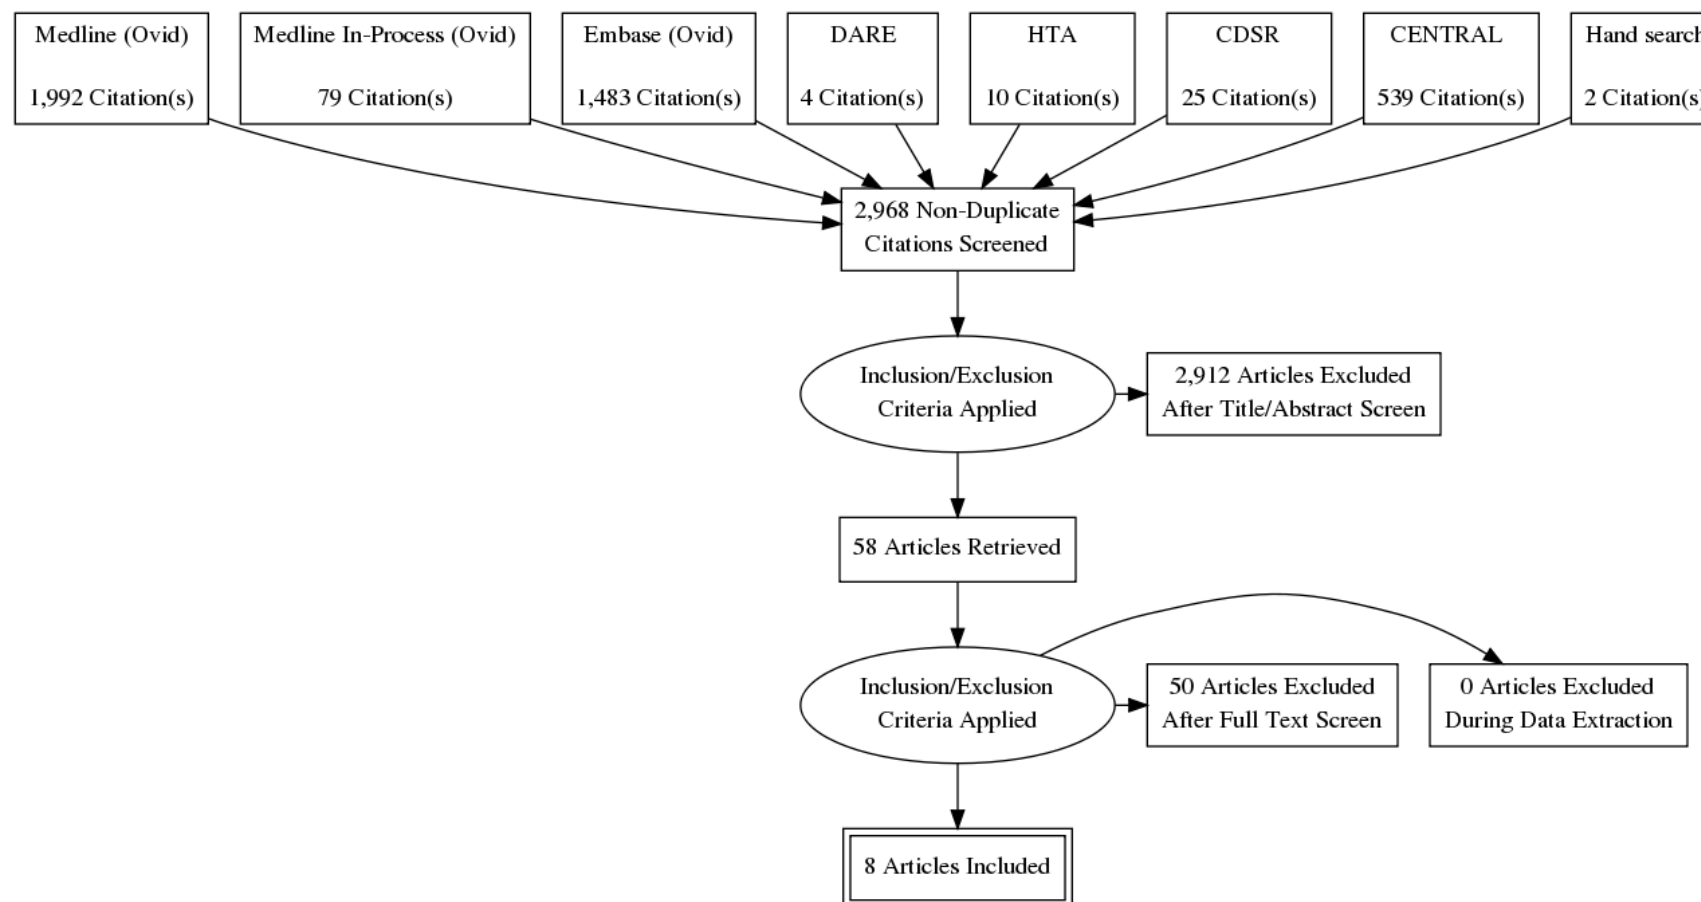 Medline (Ovid)
1,992 Citation(s)
Medline In-Process (Ovid)
79 Citation(s)
Embase (Ovid)
1,483 Citation(s)
DARE
4 Citation(s)
HTA
10 Citation(s)
CDSR
25 Citation(s)
CENTRAL
539 Citation(s)
Hand search
2 Citation(s)
2,968 Non-Duplicate
Citations Screened
Inclusion/Exclusion
Criteria Applied
2,912 Articles Excluded
After Title/Abstract Screen
58 Articles Retrieved
Inclusion/Exclusion
Criteria Applied
50 Articles Excluded
After Full Text Screen
0 Articles Excluded
During Data Extraction
8 Articles Included